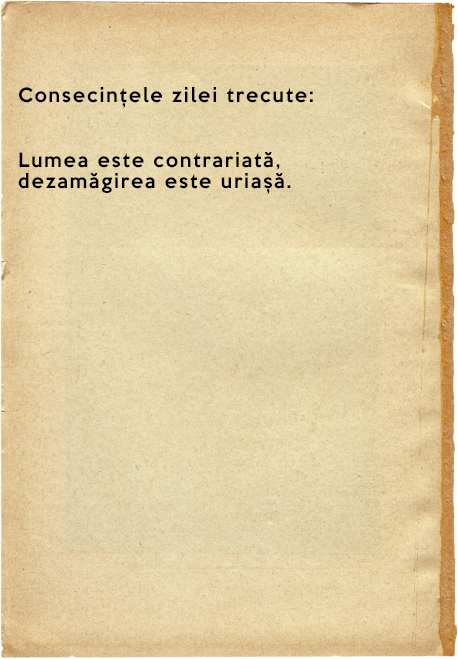 Consecințele zilei trecute:
Lumea este contrariată,
dezamăgirea este uriașă.